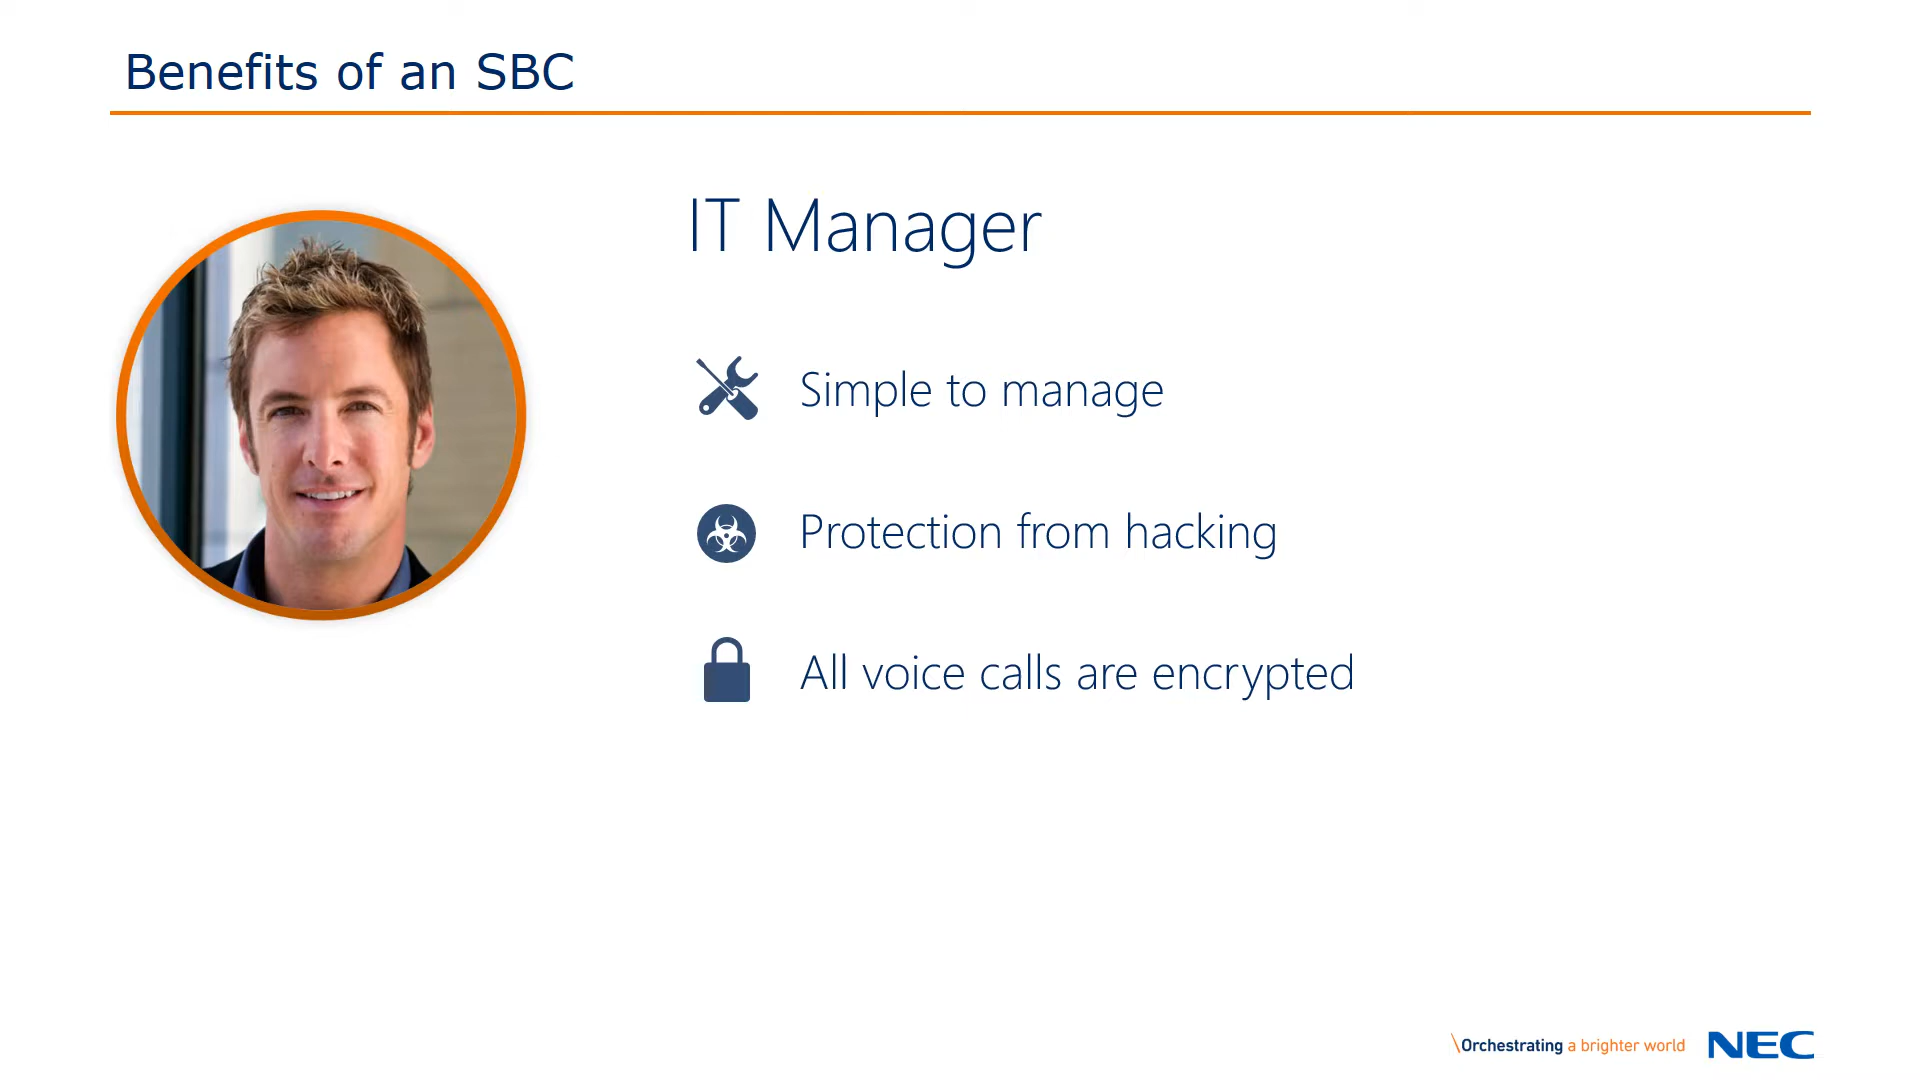 Benefits of an SBC
IT Manager
Simple to manage
Protection from hacking
All voice calls are encrypted
\Orchestrating a brighter world NEC